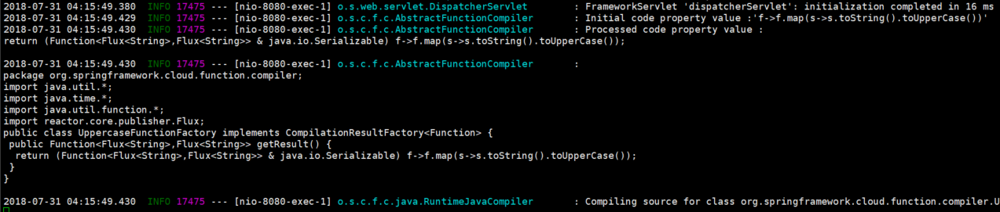 2018-07-31 04:15:49.380  INFO 17475 --- [nio-8080-exec-1] o.s.web.servlet.DispatcherServlet        : FrameworkServlet 'dispatcherServlet': initialization completed in 16 ms
2018-07-31 04:15:49.429  INFO 17475 --- [nio-8080-exec-1] o.s.c.f.c.AbstractFunctionCompiler       : Initial code property value :'f->f.map(s->s.toString().toUpperCase())'
2018-07-31 04:15:49.430  INFO 17475 --- [nio-8080-exec-1] o.s.c.f.c.AbstractFunctionCompiler       : Processed code property value :
return (Function<Flux<String>,Flux<String>> & java.io.Serializable) f->f.map(s->s.toString().toUpperCase());
2018-07-31 04:15:49.430  INFO 17475 --- [nio-8080-exec-1] o.s.c.f.c.AbstractFunctionCompiler       :
package org.springframework.cloud.function.compiler;
import java.util.*;
import java.time.*;
import java.util.function.*;
import reactor.core.publisher.Flux;
public class UppercaseFunctionFactory implements CompilationResultFactory<Function> {
 public Function<Flux<String>,Flux<String>> getResult() {
  return (Function<Flux<String>,Flux<String>> & java.io.Serializable) f->f.map(s->s.toString().toUpperCase());
 }
}
2018-07-31 04:15:49.430  INFO 17475 --- [nio-8080-exec-1] o.s.c.f.c.java.RuntimeJavaCompiler       : Compiling source for class org.springframework.cloud.function.compiler.U